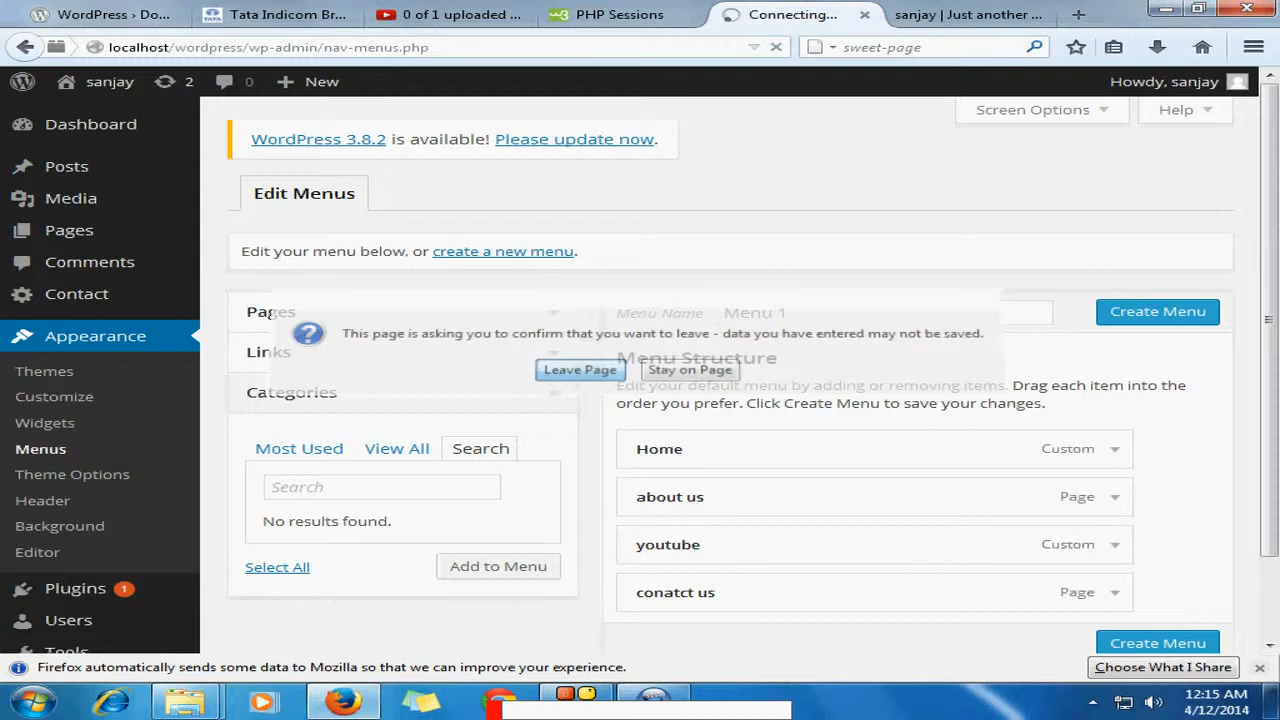 WordPress › Do...
Tata Indicom Br...
0 of 1 uploaded ...
PHP Sessions
Connecting...
sanjay | Just another ...
localhost/wordpress/wp-admin/nav-menus.php
sweet-page
sanjay
2
0
New
Howdy, sanjay
Screen Options
Help
Dashboard
Posts
Media
Pages
Comments
Contact
Appearance
Themes
Customize
Widgets
Menus
Theme Options
Header
Background
Editor
Plugins 1
Users
Tools
WordPress 3.8.2 is available! Please update now.
Edit Menus
Edit your menu below, or create a new menu.
Pages
Links
Categories
Most Used
View All
Search
Search
No results found.
Select All
Add to Menu
Menu Name
Menu 1
Create Menu
This page is asking you to confirm that you want to leave - data you have entered may not be saved.
Leave Page
Stay on Page
Menu Structure
Edit your default menu by adding or removing items. Drag each item into the
order you prefer. Click Create Menu to save your changes.
Home Custom
about us Page
youtube Custom
conatct us Page
Create Menu
Firefox automatically sends some data to Mozilla so that we can improve your experience.
Choose What I Share
12:15 AM
4/12/2014